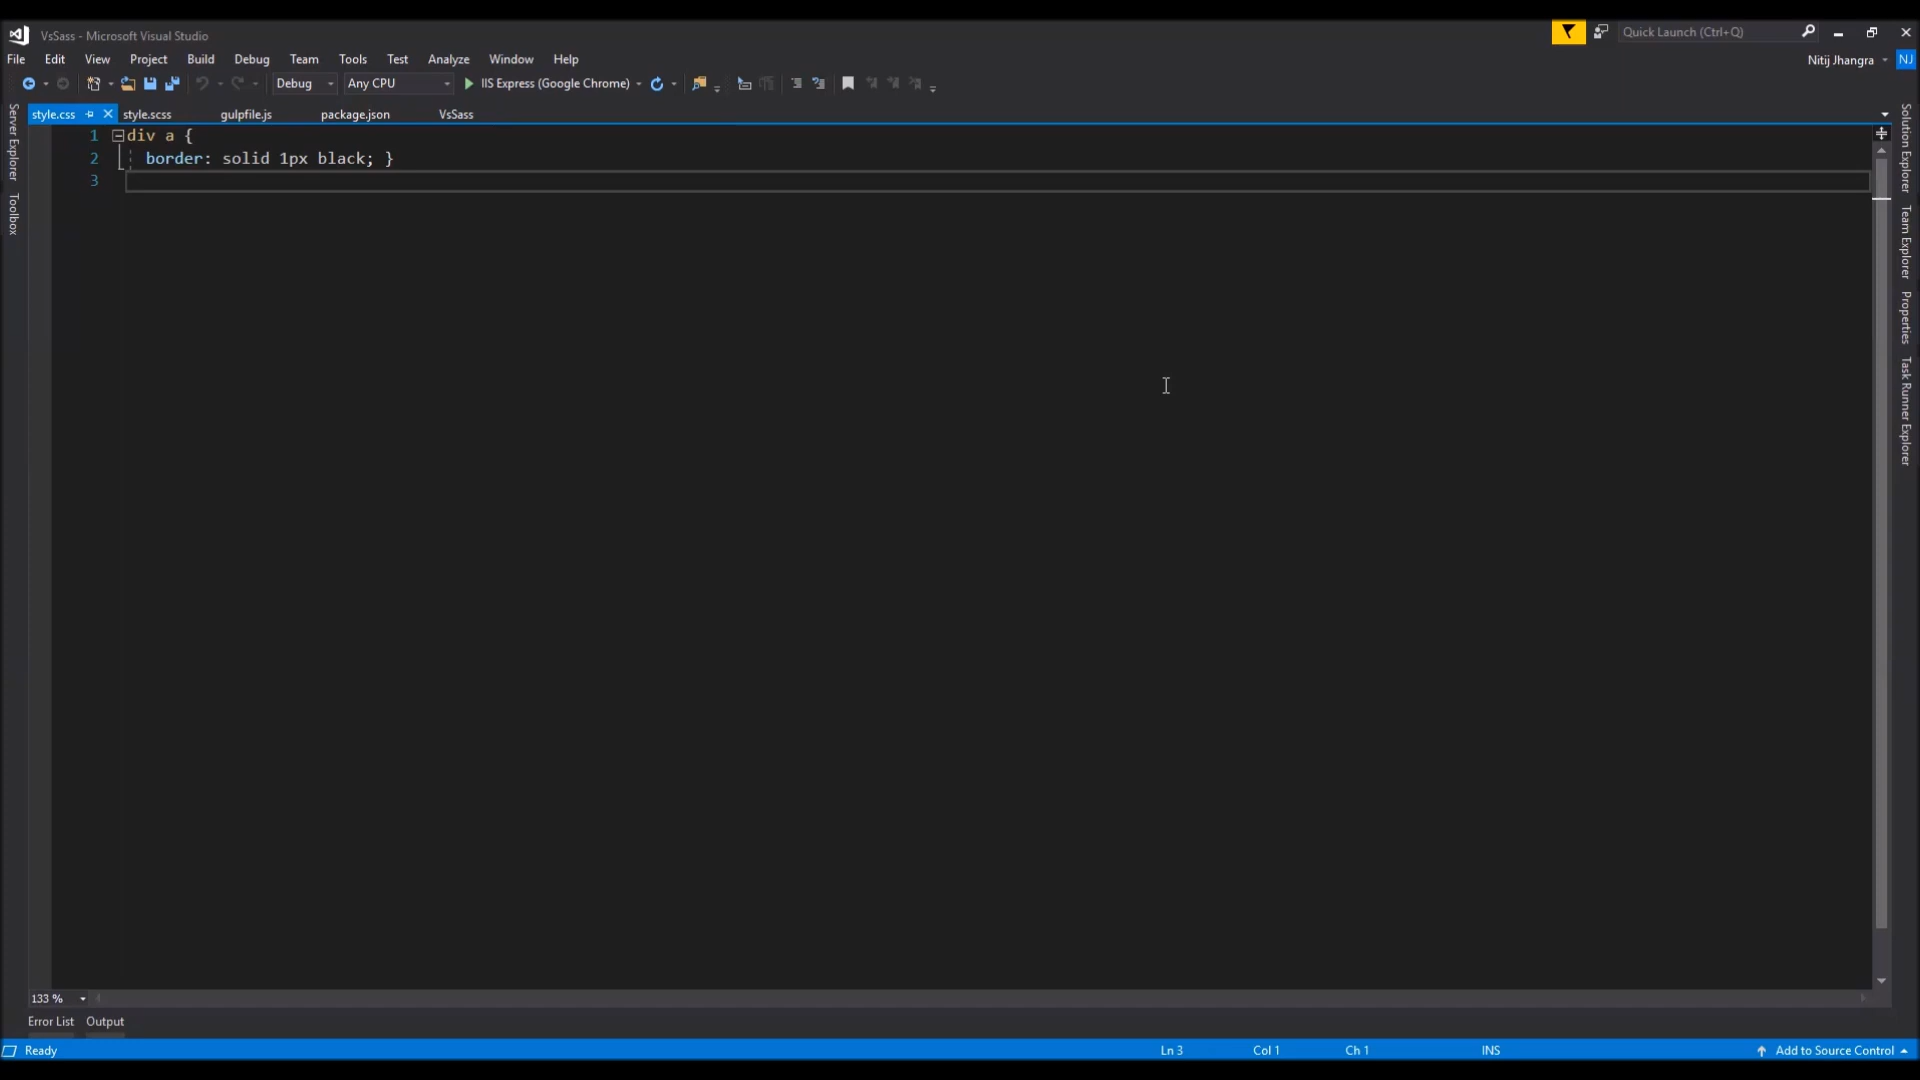 VsSass - Microsoft Visual Studio
Quick Launch (Ctrl+Q)
File Edit View Project Build Debug Team Tools Test Analyze Window Help
Nitij Jhangra NJ
Debug Any CPU IIS Express (Google Chrome)
style.css style.scss gulpfile.js package.json VsSass
Server Explorer
Toolbox
1 div a {
2 border: solid 1px black; }
3
Solution Explorer
Team Explorer
Properties
Task Runner Explorer
133 %
Error List Output
Ready Ln 3 Col 1 Ch 1 INS Add to Source Control